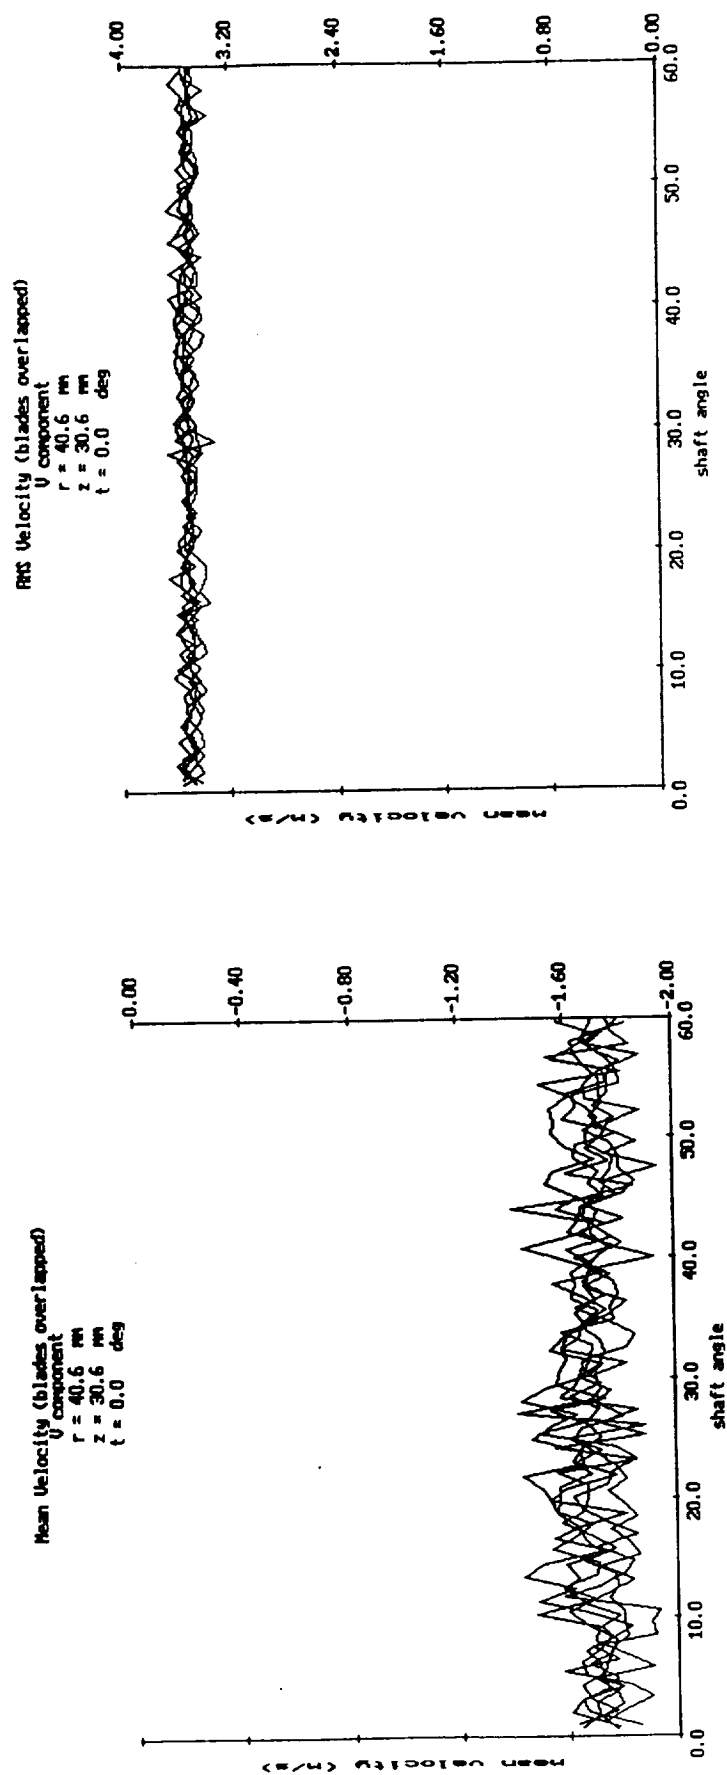 Mean Velocity (blades overlapped)
V component
r = 40.6 mm
z = 30.6 mm
t = 0.0 deg
-0.00
-0.40
-0.80
-1.20
-1.60
-2.00
mean velocity (m/s)
0.0 10.0 20.0 30.0 40.0 50.0 60.0
shaft angle
RMS Velocity (blades overlapped)
V component
r = 40.6 mm
z = 30.6 mm
t = 0.0 deg
4.00
3.20
2.40
1.60
0.80
0.00
mean velocity (m/s)
0.0 10.0 20.0 30.0 40.0 50.0 60.0
shaft angle